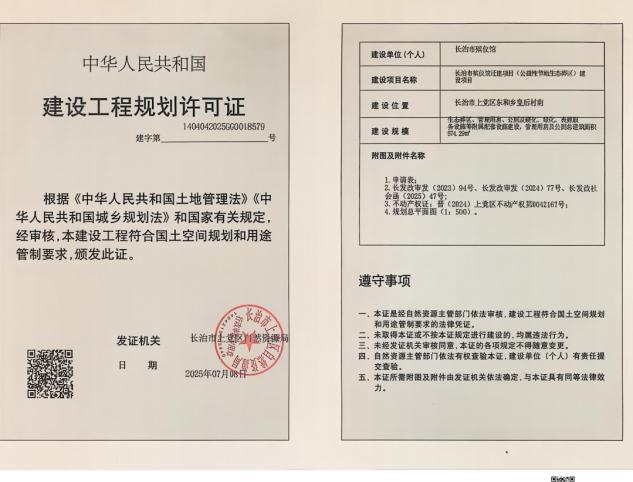 中华人民共和国
建设工程规划许可证
1404042025GG0018579
建字第 号
根据《中华人民共和国土地管理法》《中
华人民共和国城乡规划法》和国家有关规定，
经审核，本建设工程符合国土空间规划和用途
管制要求，颁发此证。
发证机关 长治市上党区自然资源局
日 期
2025年07月08日
建设单位（个人） 长治市殡仪馆
建设项目名称 长治市殡仪馆迁建项目（公益性节地生态葬区）建
设项目
建设位置 长治市上党区东和乡皇后村南
建设规模 生态葬区、管理用房、公厕及硬化、绿化、丧葬服
务设施等附属配套设施建设，管理用房及公厕总建筑面积
574.29㎡
附图及附件名称
1.申请表；
2.长发改审发（2023）94号、长发改审发（2024）77号、长发改社
会函（2025）47号；
3.不动产权证：晋（2024）上党区不动产权第0042167号；
4.规划总平面图（1：500）。
遵守事项
一、本证是经自然资源主管部门依法审核，建设工程符合国土空间规划
和用途管制要求的法律凭证。
二、未取得本证或不按本证规定进行建设的，均属违法行为。
三、未经发证机关审核同意，本证的各项规定不得随意变更。
四、自然资源主管部门依法有权查验本证，建设单位（个人）有责任提
交查验。
五、本证所需附图及附件由发证机关依法确定，与本证具有同等法律效
力。